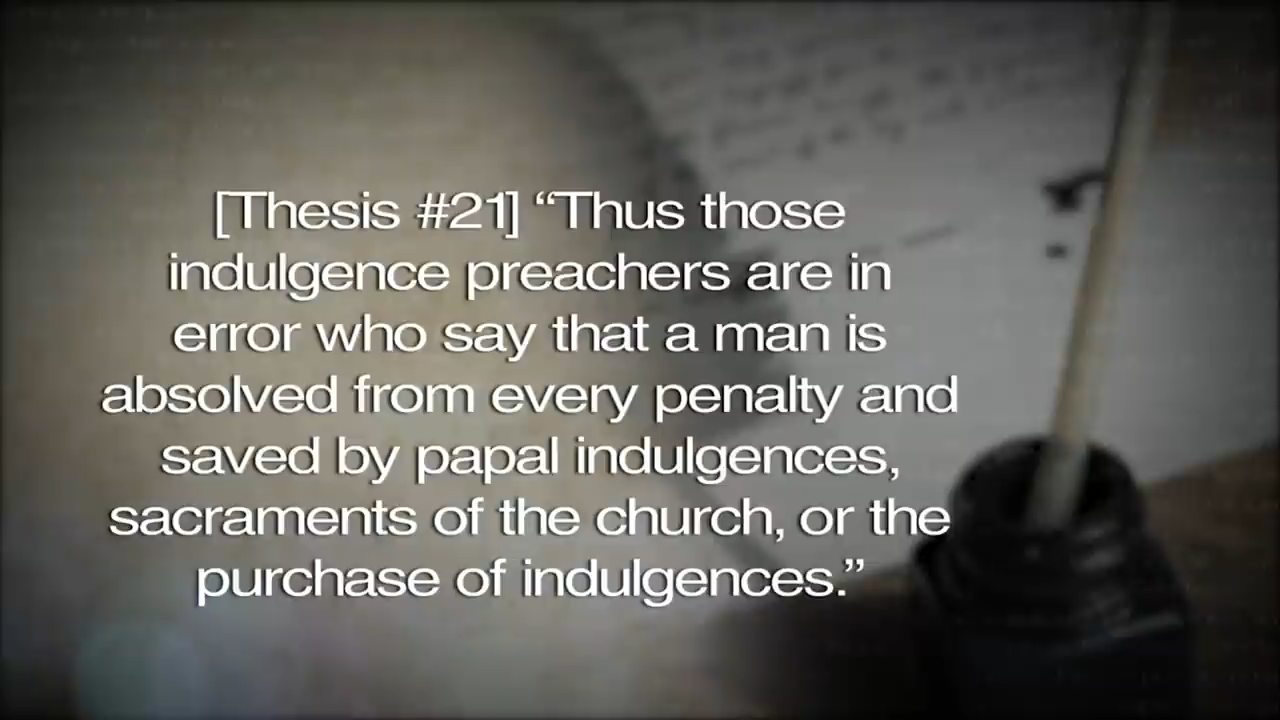 [Thesis #21] “Thus those
indulgence preachers are in
error who say that a man is
absolved from every penalty and
saved by papal indulgences,
sacraments of the church, or the
purchase of indulgences.”